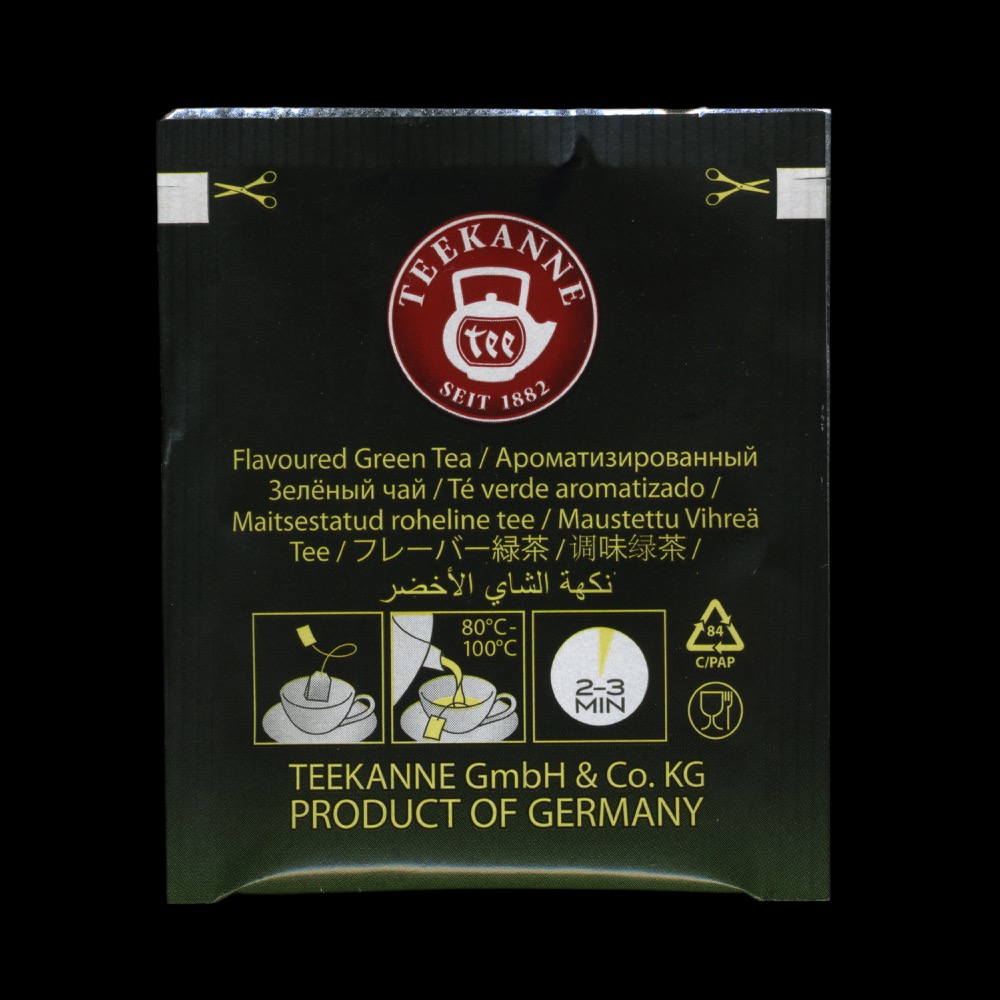 TEEKANNE
tee
SEIT 1882
Flavoured Green Tea / Ароматизированный
Зелёный чай / Té verde aromatizado /
Maitsestatud roheline tee / Maustettu Vihreä
Tee / フレーバー緑茶 / 调味绿茶 /
نكهة الشاي الأخضر
80°C-
100°C
2–3
MIN
84
C/PAP
TEEKANNE GmbH & Co. KG
PRODUCT OF GERMANY